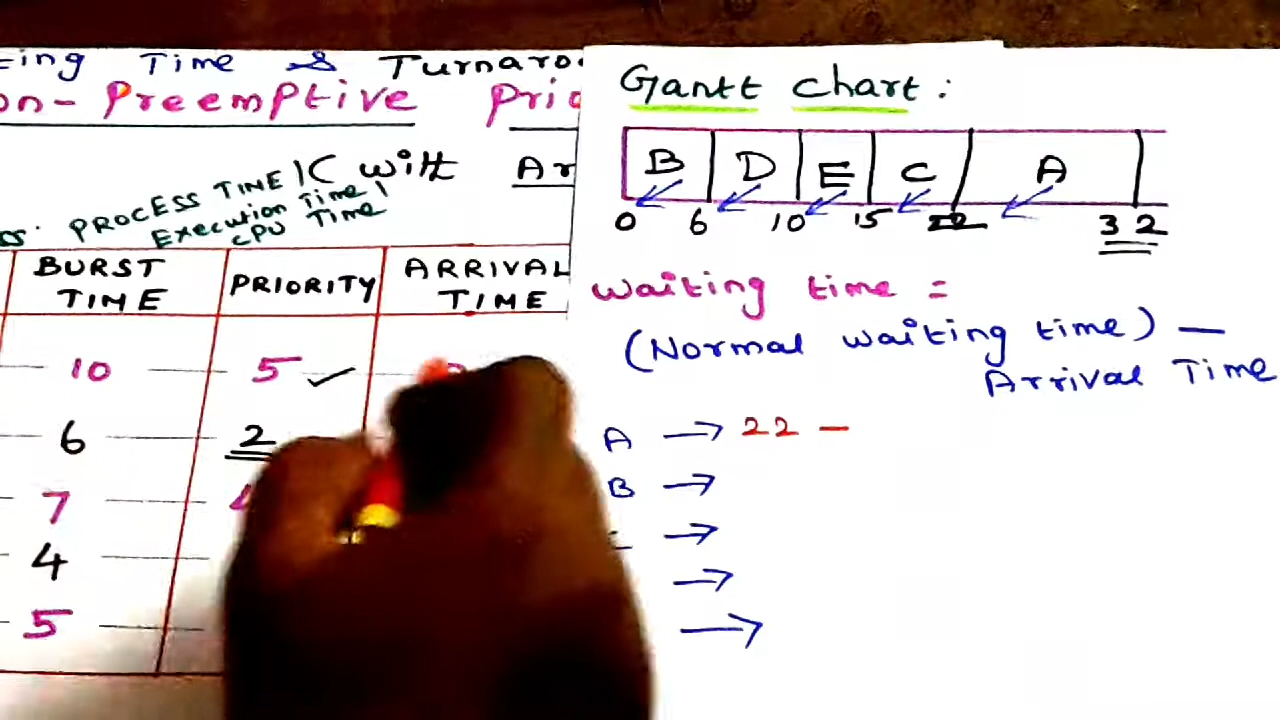 Time & Turnaro
on-Preemptive Prio
/C with Ar
PROCESS TIME
Execution Time /
CPU Time
BURST TIME PRIORITY ARRIVAL TIME
10 5
6 2
7
4
5
Gantt chart:
B D E C A
0 6 10 15 22 32
Waiting time =
(Normal waiting time) —
Arrival Time
A → 22 —
B →
→
→
→